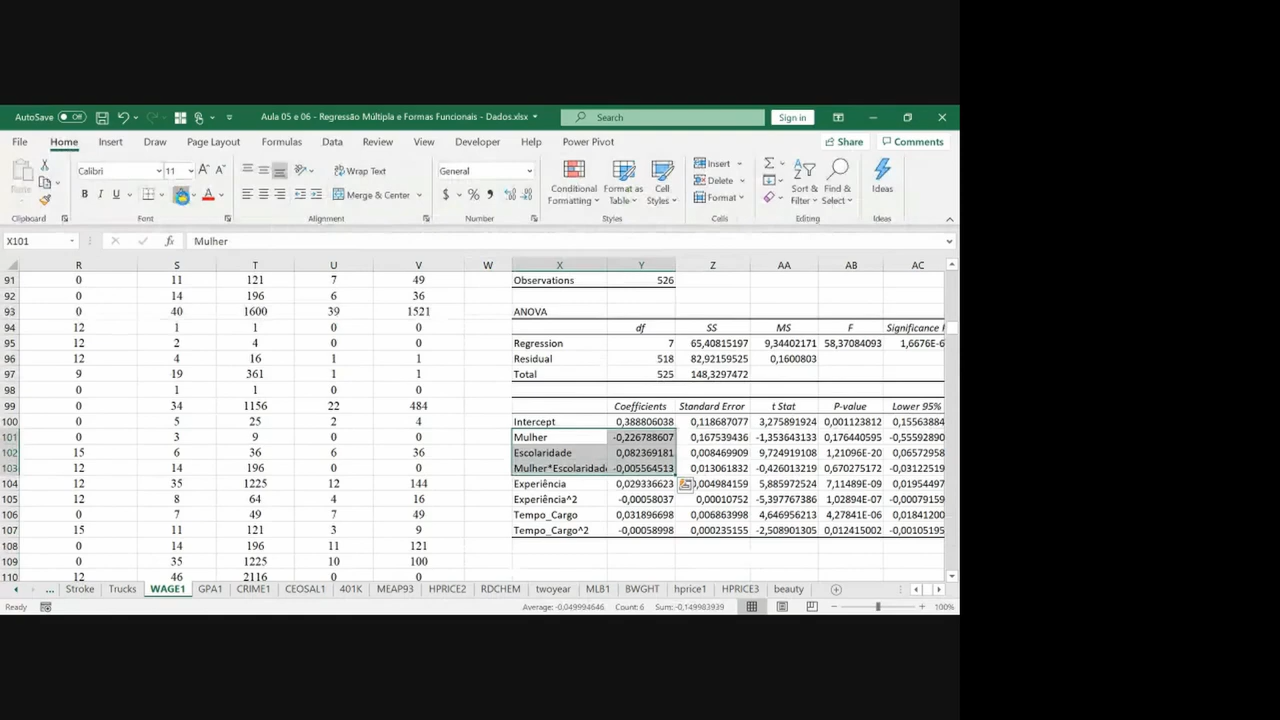 AutoSave Off Aula 05 e 06 - Regressão Múltipla e Formas Funcionais - Dados.xlsx Search Sign in
File Home Insert Draw Page Layout Formulas Data Review View Developer Help Power Pivot Share Comments
Paste Calibri 11 A A Wrap Text General Insert
Conditional Formatting Format as Table Cell Styles Delete Sort & Filter Find & Select Ideas
B I U A Merge & Center $ % Format
Clipboard Font Alignment Number Styles Cells Editing Ideas
X101 fx Mulher
R S T U V W X Y Z AA AB AC
91 0 11 121 7 49 Observations 526
92 0 14 196 6 36
93 0 40 1600 39 1521 ANOVA
94 12 1 1 0 0 df SS MS F Significance F
95 12 2 4 0 0 Regression 7 65,40815197 9,34402171 58,37084093 1,6676E-6
96 12 4 16 1 1 Residual 518 82,92159525 0,1600803
97 9 19 361 1 1 Total 525 148,3297472
98 0 1 1 0 0
99 0 34 1156 22 484 Coefficients Standard Error t Stat P-value Lower 95%
100 0 5 25 2 4 Intercept 0,388806038 0,118687077 3,275891924 0,001123812 0,15563884
101 0 3 9 0 0 Mulher -0,226788607 0,167539436 -1,353643133 0,176440595 -0,55592890
102 15 6 36 6 36 Escolaridade 0,082369181 0,008469909 9,724919108 1,21096E-20 0,06572958
103 12 14 196 0 0 Mulher*Escolaridade -0,005564513 0,013061832 -0,426013219 0,670275172 -0,03122519
104 0 35 1225 12 144 Experiência 0,029336623 0,004984159 5,885972524 7,11489E-09 0,01954497
105 12 8 64 4 16 Experiência^2 -0,00058037 0,00010752 -5,397767386 1,02894E-07 -0,00079159
106 0 7 49 7 49 Tempo_Cargo 0,031896698 0,006863998 4,646956213 4,27841E-06 0,01841200
107 15 11 121 3 9 Tempo_Cargo^2 -0,00058998 0,000235155 -2,508901305 0,012415002 -0,00105195
108 0 14 196 11 121
109 0 35 1225 10 100
110 12 46 2116 0 0
... Stroke Trucks WAGE1 GPA1 CRIME1 CEOSAL1 401K MEAP93 HPRICE2 RDCHEM twoyear MLB1 BWGHT hprice1 HPRICE3 beauty
Ready Average: -0,049994646 Count: 6 Sum: -0,149983939 100%